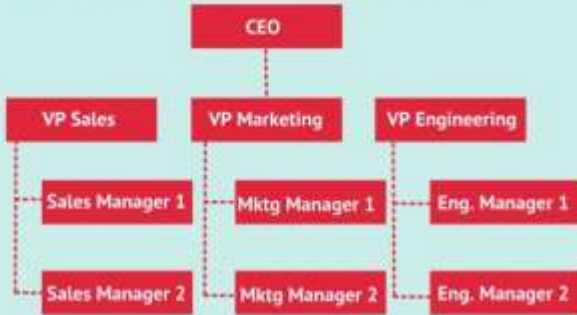 CEO
VP Sales
VP Marketing
VP Engineering
Sales Manager 1
Mktg Manager 1
Eng. Manager 1
Sales Manager 2
Mktg Manager 2
Eng. Manager 2